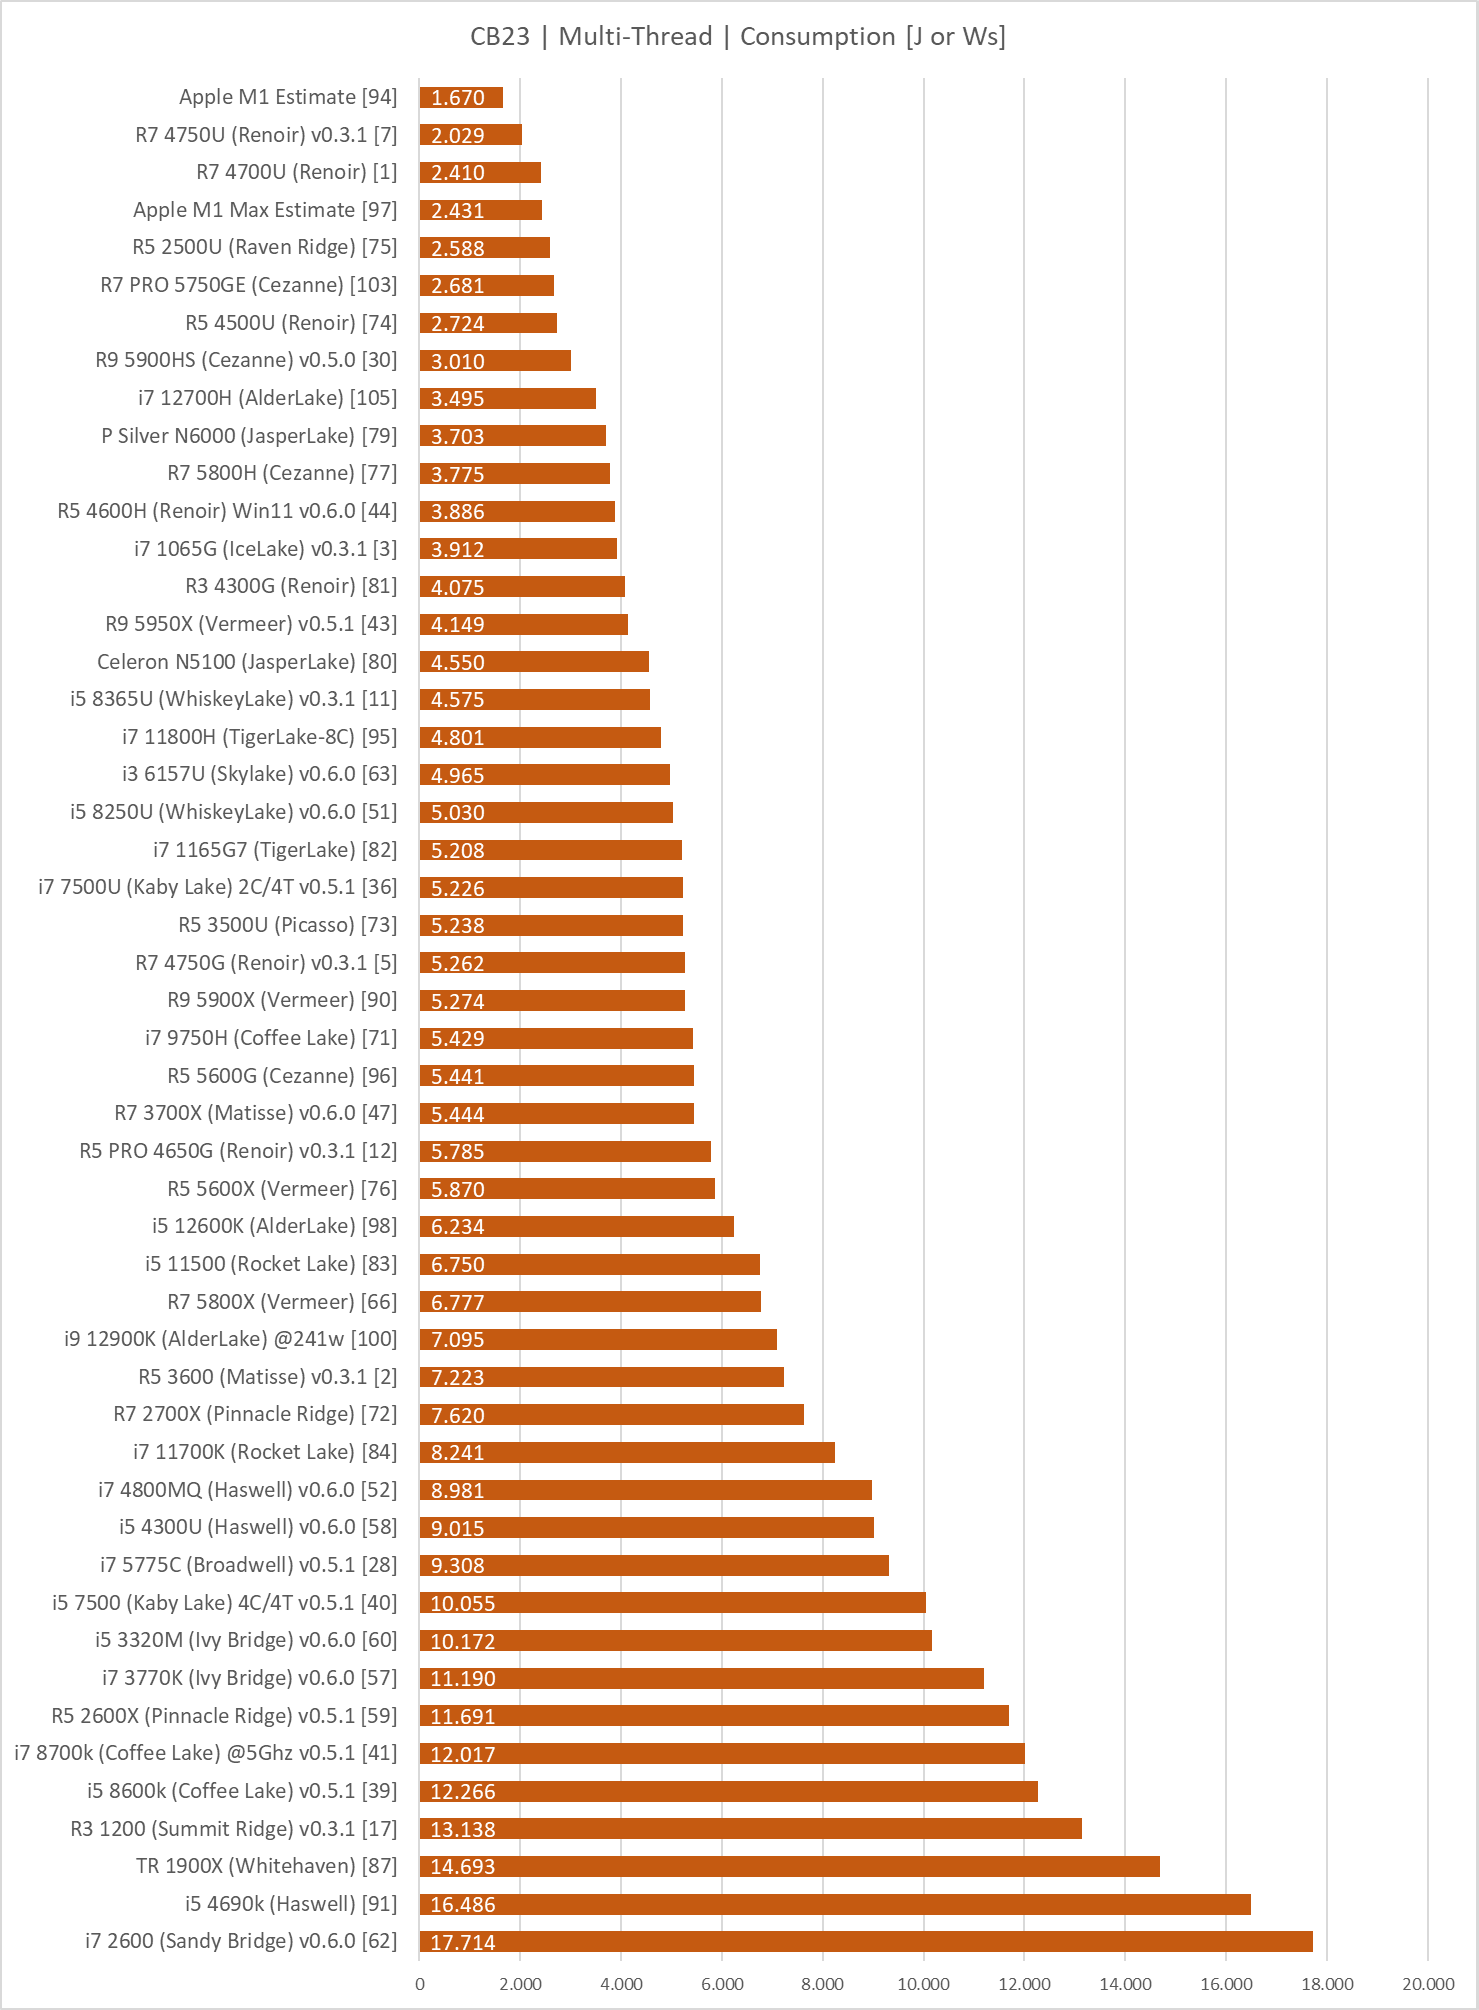 CB23 | Multi-Thread | Consumption [J or Ws]
Apple M1 Estimate [94] 1.670
R7 4750U (Renoir) v0.3.1 [7] 2.029
R7 4700U (Renoir) [1] 2.410
Apple M1 Max Estimate [97] 2.431
R5 2500U (Raven Ridge) [75] 2.588
R7 PRO 5750GE (Cezanne) [103] 2.681
R5 4500U (Renoir) [74] 2.724
R9 5900HS (Cezanne) v0.5.0 [30] 3.010
i7 12700H (AlderLake) [105] 3.495
P Silver N6000 (JasperLake) [79] 3.703
R7 5800H (Cezanne) [77] 3.775
R5 4600H (Renoir) Win11 v0.6.0 [44] 3.886
i7 1065G (IceLake) v0.3.1 [3] 3.912
R3 4300G (Renoir) [81] 4.075
R9 5950X (Vermeer) v0.5.1 [43] 4.149
Celeron N5100 (JasperLake) [80] 4.550
i5 8365U (WhiskeyLake) v0.3.1 [11] 4.575
i7 11800H (TigerLake-8C) [95] 4.801
i3 6157U (Skylake) v0.6.0 [63] 4.965
i5 8250U (WhiskeyLake) v0.6.0 [51] 5.030
i7 1165G7 (TigerLake) [82] 5.208
i7 7500U (Kaby Lake) 2C/4T v0.5.1 [36] 5.226
R5 3500U (Picasso) [73] 5.238
R7 4750G (Renoir) v0.3.1 [5] 5.262
R9 5900X (Vermeer) [90] 5.274
i7 9750H (Coffee Lake) [71] 5.429
R5 5600G (Cezanne) [96] 5.441
R7 3700X (Matisse) v0.6.0 [47] 5.444
R5 PRO 4650G (Renoir) v0.3.1 [12] 5.785
R5 5600X (Vermeer) [76] 5.870
i5 12600K (AlderLake) [98] 6.234
i5 11500 (Rocket Lake) [83] 6.750
R7 5800X (Vermeer) [66] 6.777
i9 12900K (AlderLake) @241w [100] 7.095
R5 3600 (Matisse) v0.3.1 [2] 7.223
R7 2700X (Pinnacle Ridge) [72] 7.620
i7 11700K (Rocket Lake) [84] 8.241
i7 4800MQ (Haswell) v0.6.0 [52] 8.981
i5 4300U (Haswell) v0.6.0 [58] 9.015
i7 5775C (Broadwell) v0.5.1 [28] 9.308
i5 7500 (Kaby Lake) 4C/4T v0.5.1 [40] 10.055
i5 3320M (Ivy Bridge) v0.6.0 [60] 10.172
i7 3770K (Ivy Bridge) v0.6.0 [57] 11.190
R5 2600X (Pinnacle Ridge) v0.5.1 [59] 11.691
i7 8700k (Coffee Lake) @5Ghz v0.5.1 [41] 12.017
i5 8600k (Coffee Lake) v0.5.1 [39] 12.266
R3 1200 (Summit Ridge) v0.3.1 [17] 13.138
TR 1900X (Whitehaven) [87] 14.693
i5 4690k (Haswell) [91] 16.486
i7 2600 (Sandy Bridge) v0.6.0 [62] 17.714
0 2.000 4.000 6.000 8.000 10.000 12.000 14.000 16.000 18.000 20.000